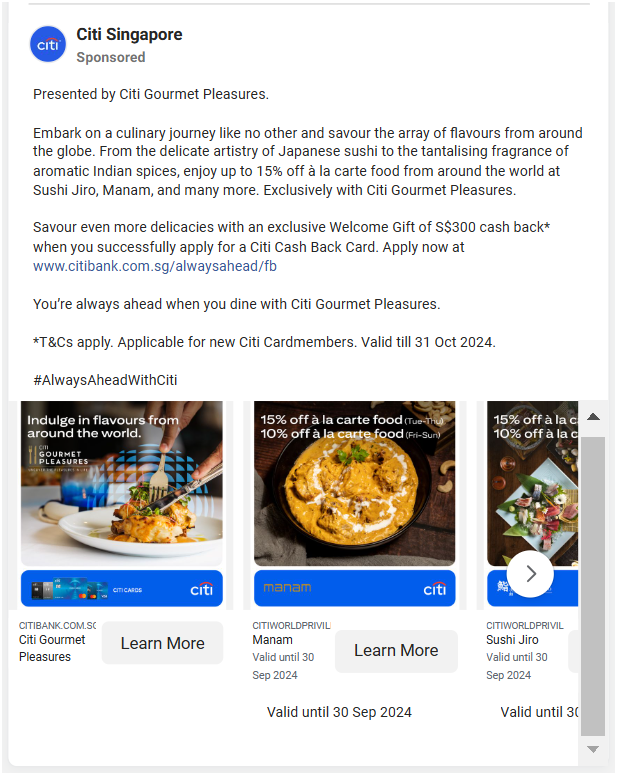 Citi Singapore
Sponsored
Presented by Citi Gourmet Pleasures.
Embark on a culinary journey like no other and savour the array of flavours from around
the globe. From the delicate artistry of Japanese sushi to the tantalising fragrance of
aromatic Indian spices, enjoy up to 15% off à la carte food from around the world at
Sushi Jiro, Manam, and many more. Exclusively with Citi Gourmet Pleasures.
Savour even more delicacies with an exclusive Welcome Gift of S$300 cash back*
when you successfully apply for a Citi Cash Back Card. Apply now at
www.citibank.com.sg/alwaysahead/fb
You’re always ahead when you dine with Citi Gourmet Pleasures.
*T&Cs apply. Applicable for new Citi Cardmembers. Valid till 31 Oct 2024.
#AlwaysAheadWithCiti
Indulge in flavours from
around the world.
citi
GOURMET
PLEASURES
CITI CARDS
citi
CITIBANK.COM.SG
Citi Gourmet
Pleasures
Learn More
15% off à la carte food (Tue-Thu)
10% off à la carte food (Fri-Sun)
manam
citi
CITIWORLDPRIVIL
Manam
Valid until 30
Sep 2024
Learn More
Valid until 30 Sep 2024
15% off à la c
10% off à la c
鮨
CITIWORLDPRIVIL
Sushi Jiro
Valid until 30
Sep 2024
Valid until 30